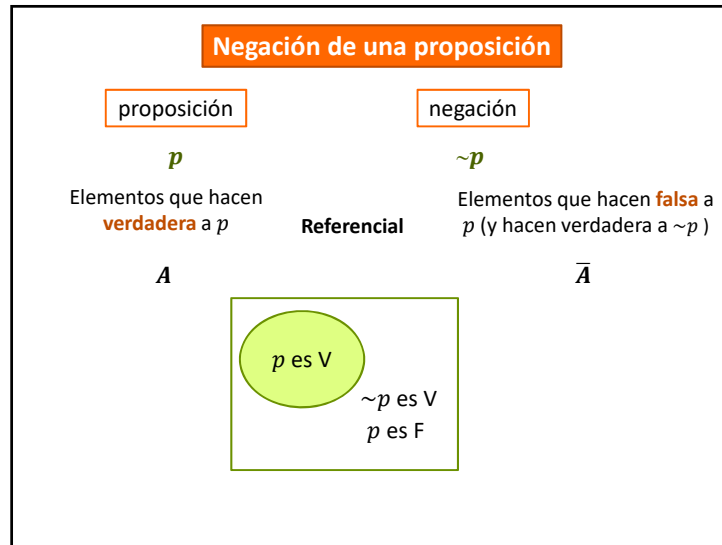 Negación de una proposición
proposición
negación
p
~p
Elementos que hacen
verdadera a p
Referencial
Elementos que hacen falsa a
p (y hacen verdadera a ~p )
A
A̅
p es V
~p es V
p es F